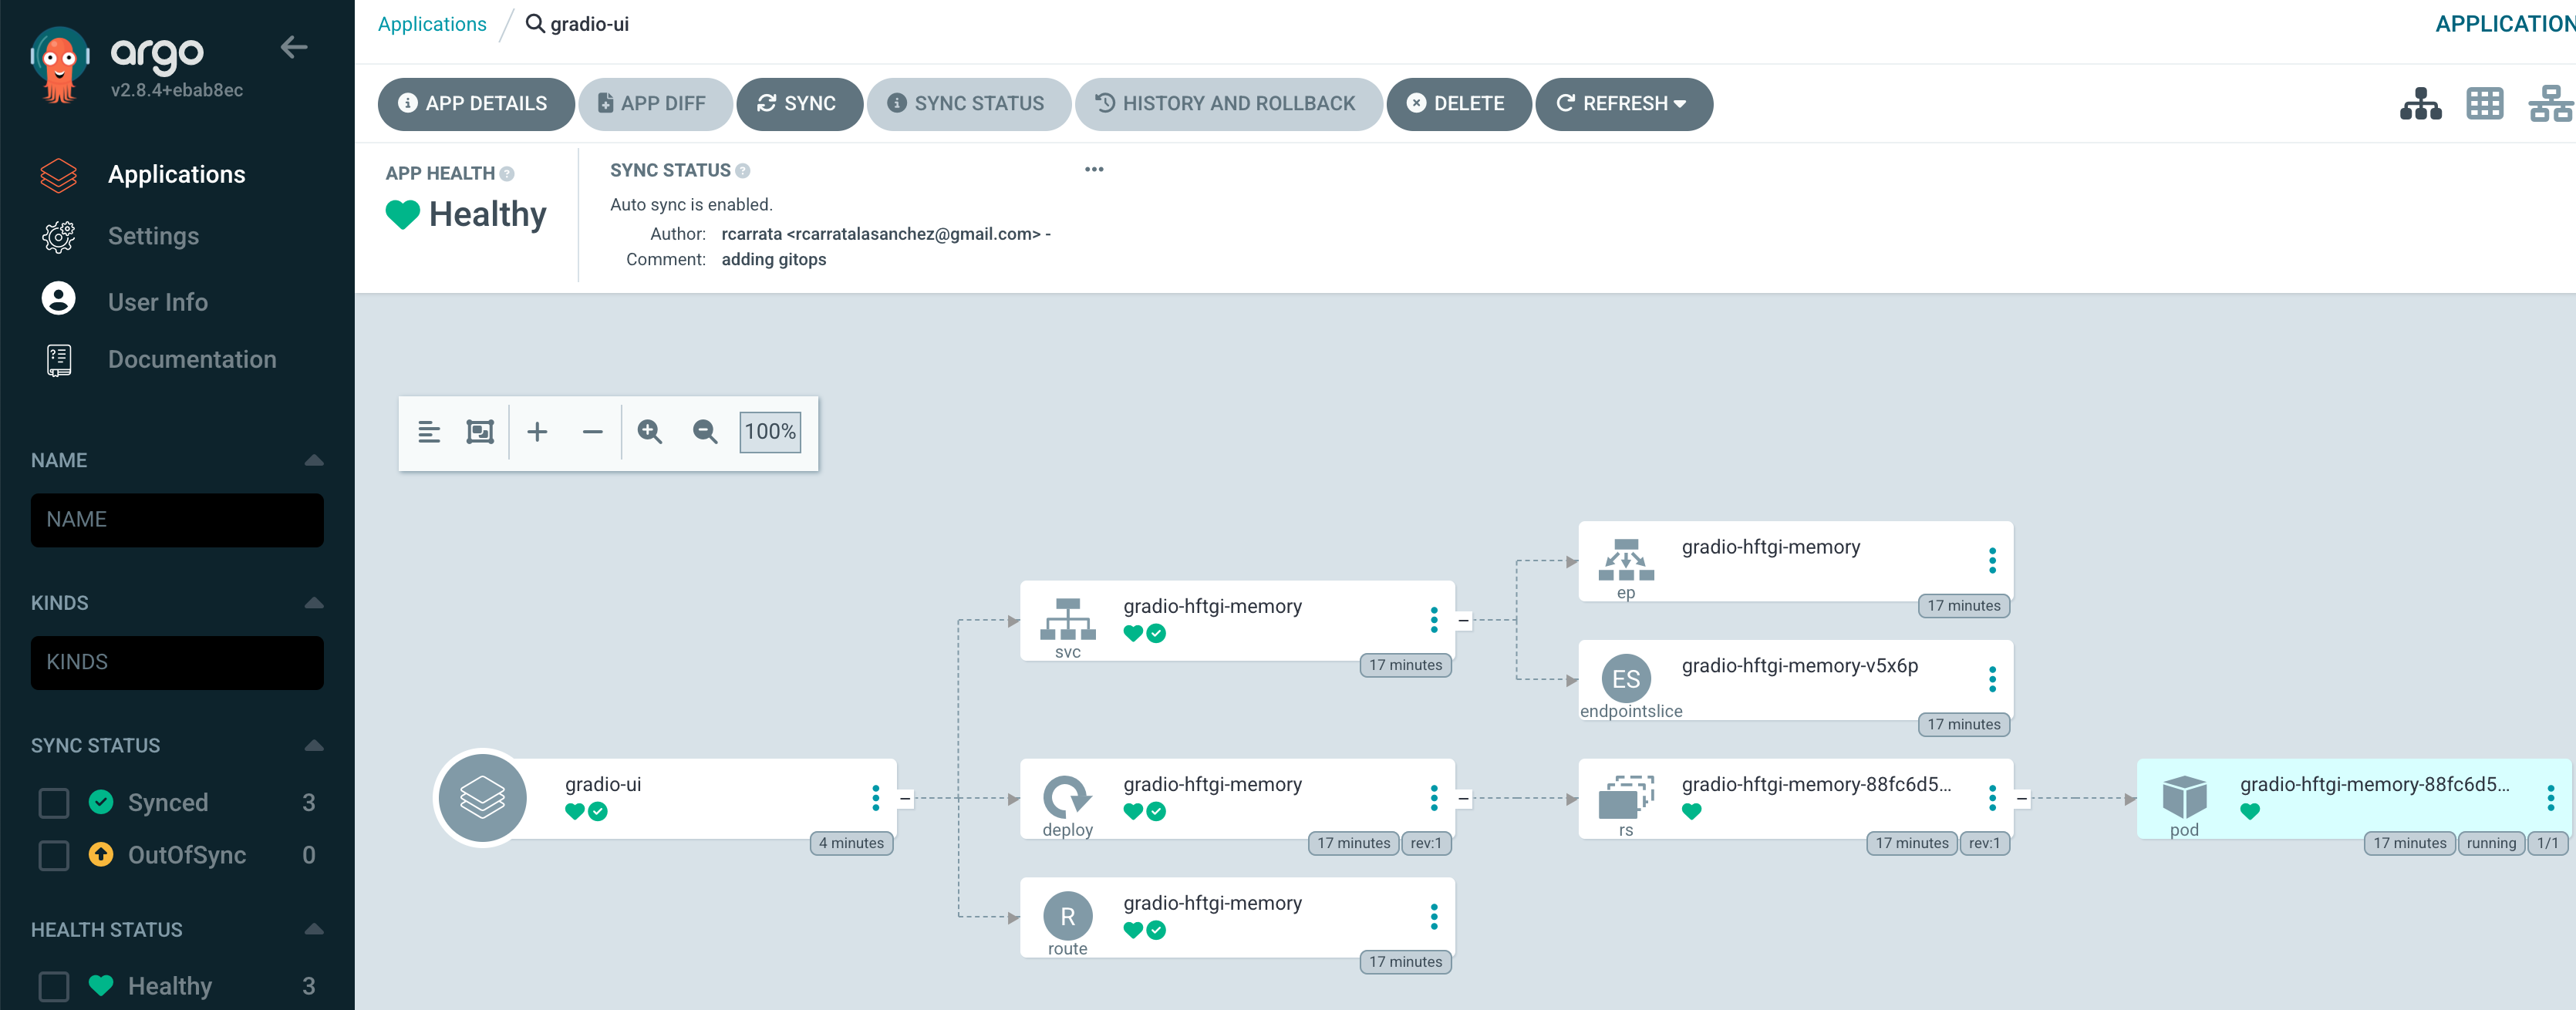 argo
v2.8.4+ebab8ec
Applications
Settings
User Info
Documentation
NAME
NAME
KINDS
KINDS
SYNC STATUS
Synced 3
OutOfSync 0
HEALTH STATUS
Healthy 3
Applications / gradio-ui
APPLICATION
APP DETAILS APP DIFF SYNC SYNC STATUS HISTORY AND ROLLBACK DELETE REFRESH
APP HEALTH
Healthy
SYNC STATUS
Auto sync is enabled.
Author: rcarrata <rcarratalasanchez@gmail.com> -
Comment: adding gitops
100%
gradio-ui
4 minutes
gradio-hftgi-memory
svc
17 minutes
gradio-hftgi-memory
deploy
17 minutes rev:1
R
gradio-hftgi-memory
route
17 minutes
gradio-hftgi-memory
ep
17 minutes
ES
gradio-hftgi-memory-v5x6p
endpointslice
17 minutes
gradio-hftgi-memory-88fc6d5...
rs
17 minutes rev:1
gradio-hftgi-memory-88fc6d5...
pod
17 minutes running 1/1